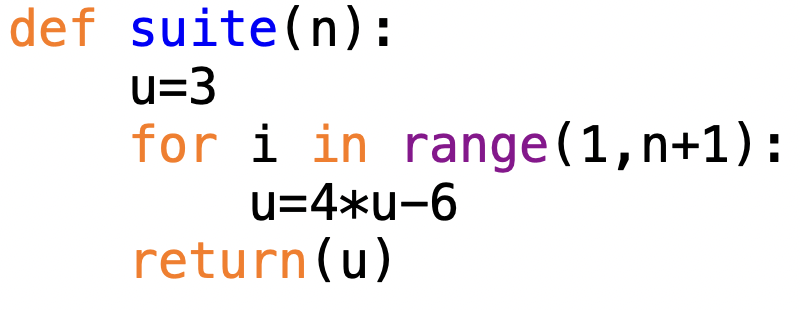 def suite(n):
    u=3
    for i in range(1,n+1):
        u=4*u-6
    return(u)